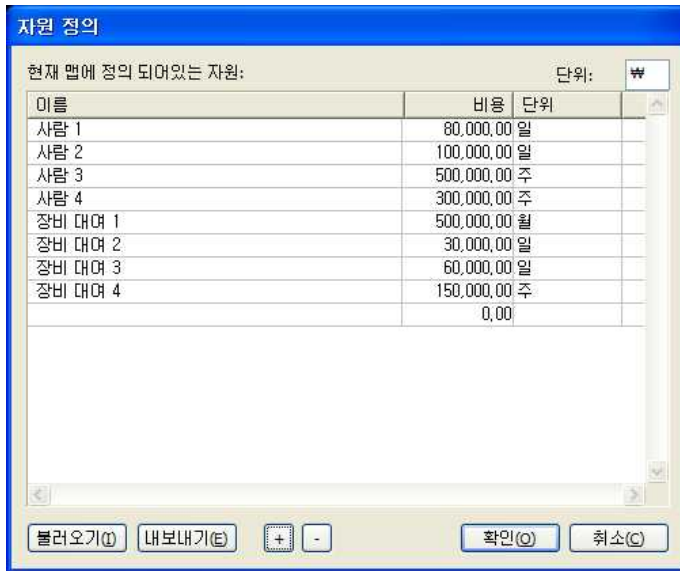 자원 정의
현재 맵에 정의 되어있는 자원: 단위: ₩
이름 비용 단위
사람 1 80,000.00 일
사람 2 100,000.00 일
사람 3 500,000.00 주
사람 4 300,000.00 주
장비 대여 1 500,000.00 월
장비 대여 2 30,000.00 일
장비 대여 3 60,000.00 일
장비 대여 4 150,000.00 주
0.00
불러오기(I) 내보내기(E) + - 확인(O) 취소(C)